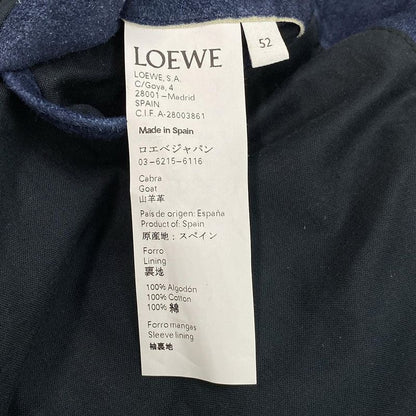 LOEWE
52
LOEWE, S.A.
C/Goya, 4
28001 - Madrid
SPAIN
C.I.F. A-28003861
Made in Spain
ロエベジャパン
03-6215-6116
Cabra
Goat
山羊革
País de origen: España
Product of: Spain
原産地：スペイン
Forro
Lining
裏地
100% Algodón
100% Cotton
100% 綿
Forro mangas
Sleeve lining
袖裏地